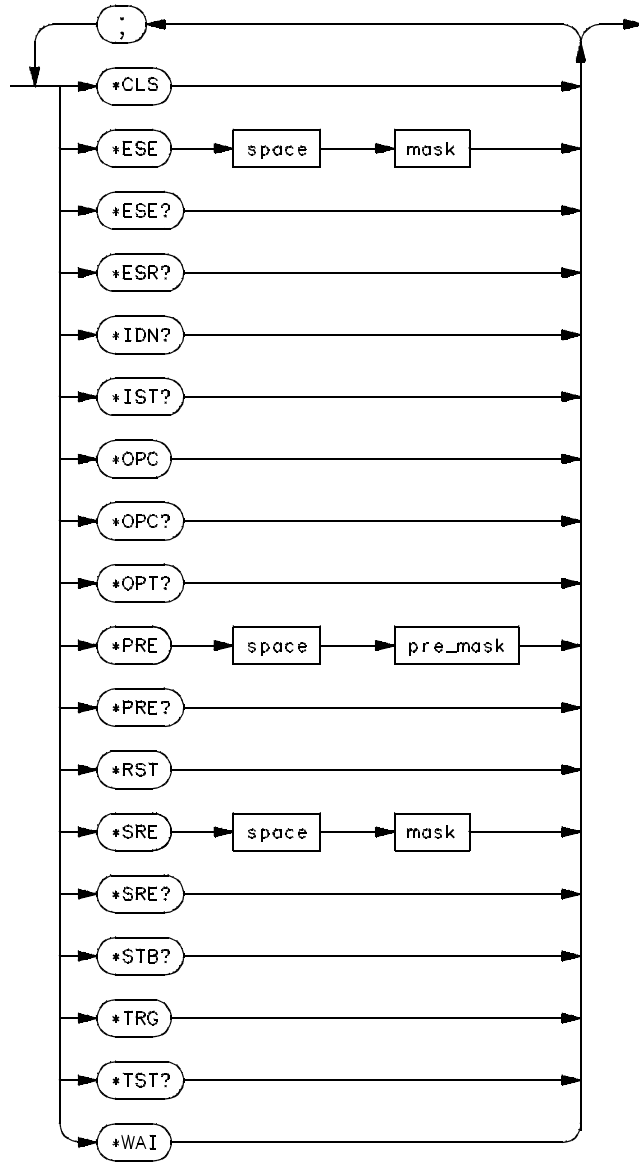 ;
*CLS
*ESE space mask
*ESE?
*ESR?
*IDN?
*IST?
*OPC
*OPC?
*OPT?
*PRE space pre_mask
*PRE?
*RST
*SRE space mask
*SRE?
*STB?
*TRG
*TST?
*WAI